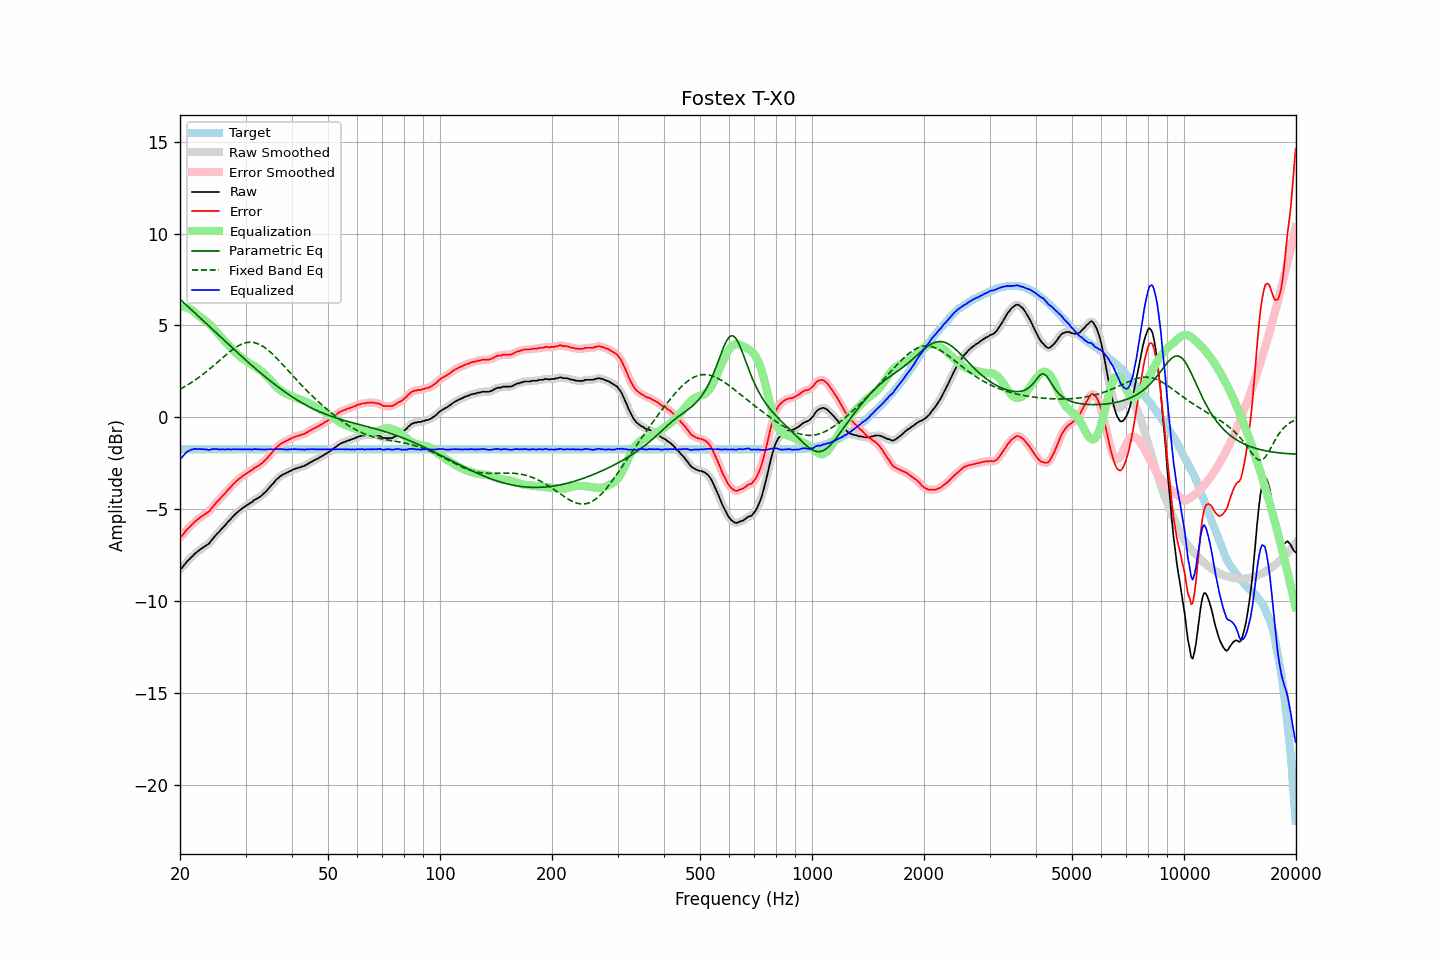 Fostex T-X0
Target
Raw Smoothed
Error Smoothed
Raw
Error
Equalization
Parametric Eq
Fixed Band Eq
Equalized
15
10
5
0
−5
−10
−15
−20
Amplitude (dBr)
20 50 100 200 500 1000 2000 5000 10000 20000
Frequency (Hz)